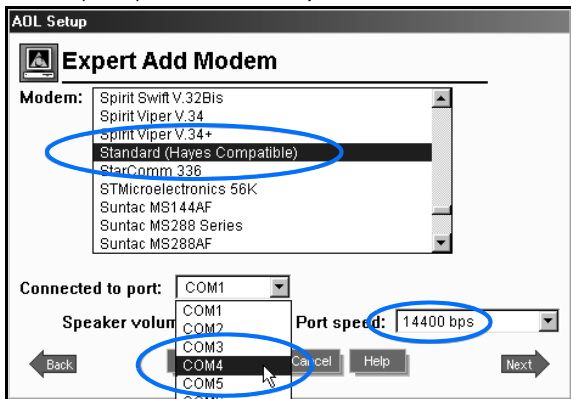 AOL Setup
Expert Add Modem
Modem:
Spirit Swift V.32Bis
Spirit Viper V.34
Spirit Viper V.34+
Standard (Hayes Compatible)
StarComm 336
STMicroelectronics 56K
Suntac MS144AF
Suntac MS288 Series
Suntac MS288AF
Connected to port: COM1
COM1
Speaker volum
COM2
Port speed: 14400 bps
COM3
Back
COM4
Cancel
Help
Next
COM5